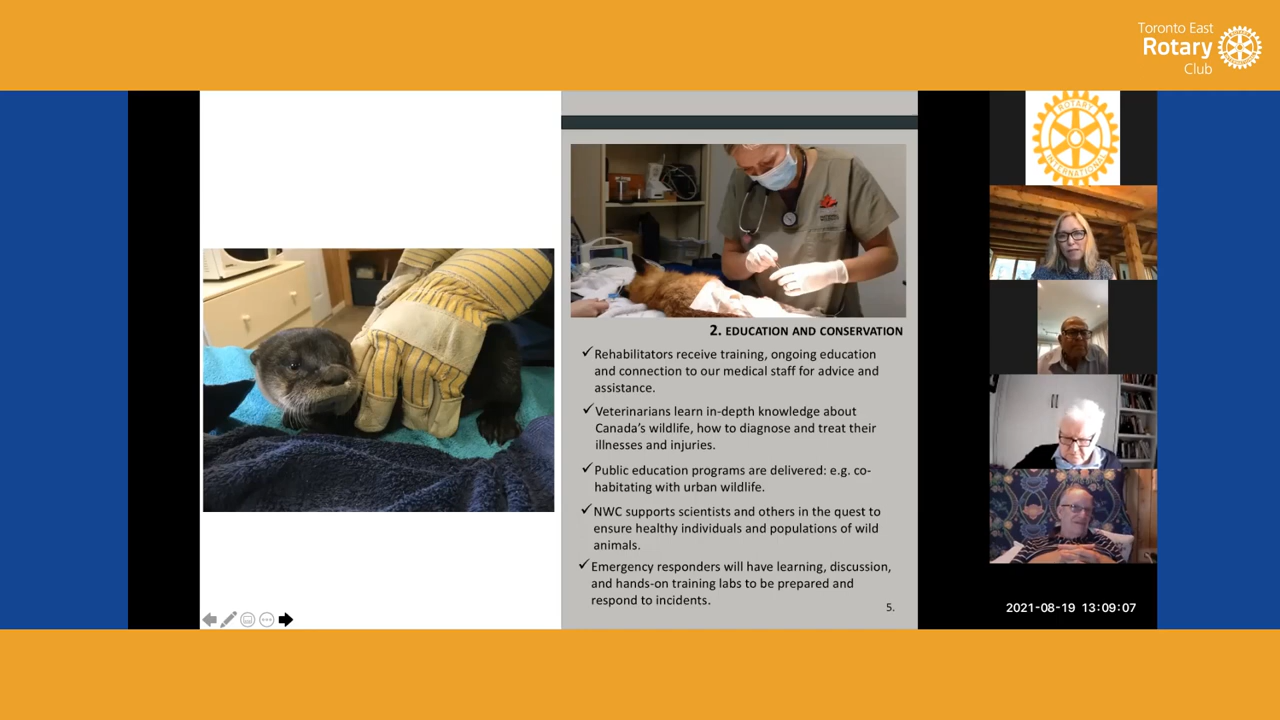 Toronto East
Rotary
Club
ROTARY
INTERNATIONAL
2. EDUCATION AND CONSERVATION
✓Rehabilitators receive training, ongoing education
and connection to our medical staff for advice and
assistance.
✓Veterinarians learn in-depth knowledge about
Canada's wildlife, how to diagnose and treat their
illnesses and injuries.
✓Public education programs are delivered: e.g. co-
habitating with urban wildlife.
✓NWC supports scientists and others in the quest to
ensure healthy individuals and populations of wild
animals.
✓Emergency responders will have learning, discussion,
and hands-on training labs to be prepared and
respond to incidents.
5.
2021-08-19 13:09:07